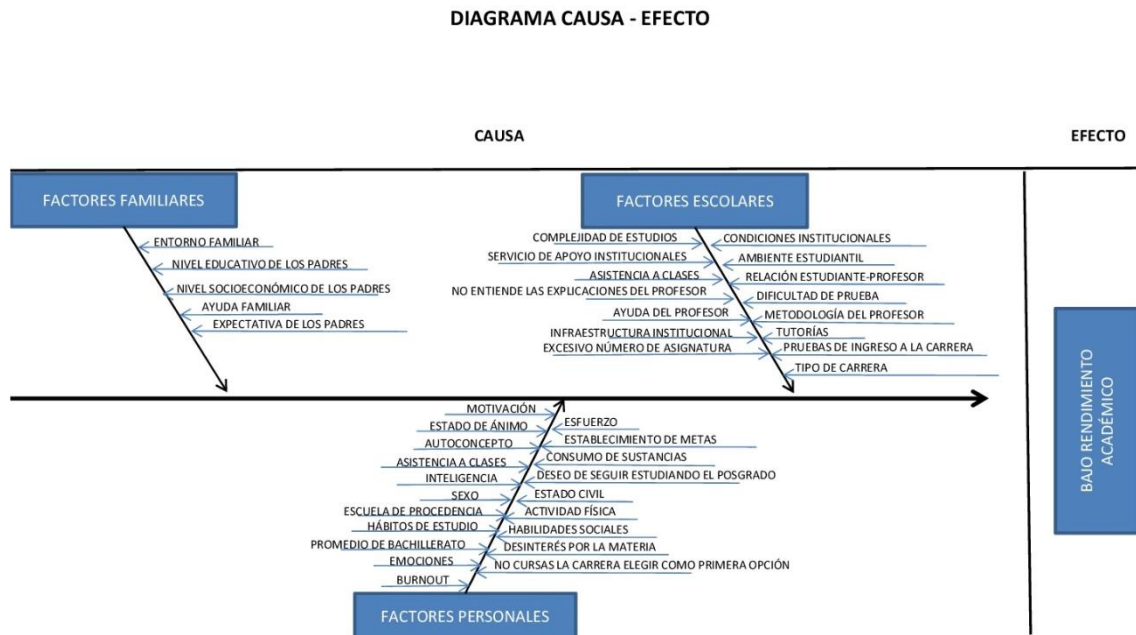 DIAGRAMA CAUSA - EFECTO
CAUSA
EFECTO
FACTORES FAMILIARES
ENTORNO FAMILIAR
NIVEL EDUCATIVO DE LOS PADRES
NIVEL SOCIOECONÓMICO DE LOS PADRES
AYUDA FAMILIAR
EXPECTATIVA DE LOS PADRES
FACTORES ESCOLARES
COMPLEJIDAD DE ESTUDIOS
SERVICIO DE APOYO INSTITUCIONALES
ASISTENCIA A CLASES
NO ENTIENDE LAS EXPLICACIONES DEL PROFESOR
AYUDA DEL PROFESOR
INFRAESTRUCTURA INSTITUCIONAL
EXCESIVO NÚMERO DE ASIGNATURA
CONDICIONES INSTITUCIONALES
AMBIENTE ESTUDIANTIL
RELACIÓN ESTUDIANTE-PROFESOR
DIFICULTAD DE PRUEBA
METODOLOGÍA DEL PROFESOR
TUTORÍAS
PRUEBAS DE INGRESO A LA CARRERA
TIPO DE CARRERA
MOTIVACIÓN
ESTADO DE ÁNIMO
AUTOCONCEPTO
ASISTENCIA A CLASES
INTELIGENCIA
SEXO
ESCUELA DE PROCEDENCIA
HÁBITOS DE ESTUDIO
PROMEDIO DE BACHILLERATO
EMOCIONES
BURNOUT
ESFUERZO
ESTABLECIMIENTO DE METAS
CONSUMO DE SUSTANCIAS
DESEO DE SEGUIR ESTUDIANDO EL POSGRADO
ESTADO CIVIL
ACTIVIDAD FÍSICA
HABILIDADES SOCIALES
DESINTERÉS POR LA MATERIA
NO CURSAS LA CARRERA ELEGIR COMO PRIMERA OPCIÓN
FACTORES PERSONALES
BAJO RENDIMIENTO
ACADÉMICO